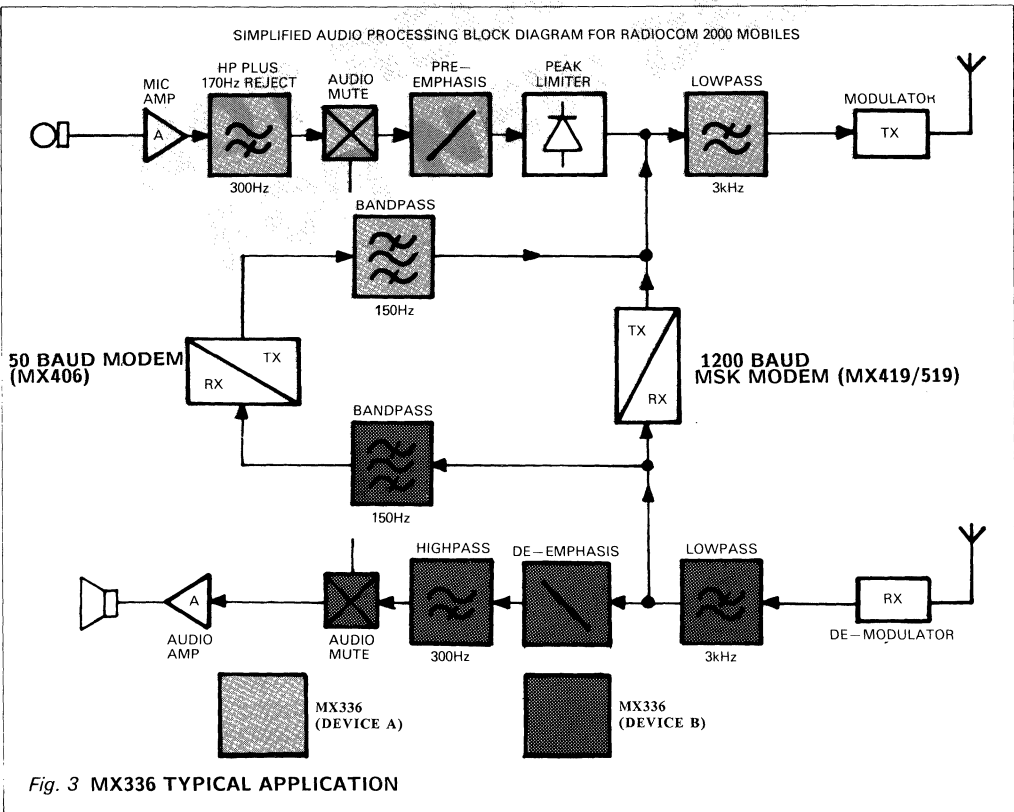 SIMPLIFIED AUDIO PROCESSING BLOCK DIAGRAM FOR RADIOCOM 2000 MOBILES
MIC
AMP
A
HP PLUS
170Hz REJECT
300Hz
AUDIO
MUTE
PRE—
EMPHASIS
PEAK
LIMITER
LOWPASS
3kHz
MODULATOR
TX
BANDPASS
150Hz
50 BAUD MODEM
(MX406)
TX
RX
TX
RX
1200 BAUD
MSK MODEM (MX419/519)
BANDPASS
150Hz
A
AUDIO
AMP
AUDIO
MUTE
HIGHPASS
300Hz
DE—EMPHASIS
LOWPASS
3kHz
RX
DE—MODULATOR
MX336
(DEVICE A)
MX336
(DEVICE B)
Fig. 3 MX336 TYPICAL APPLICATION